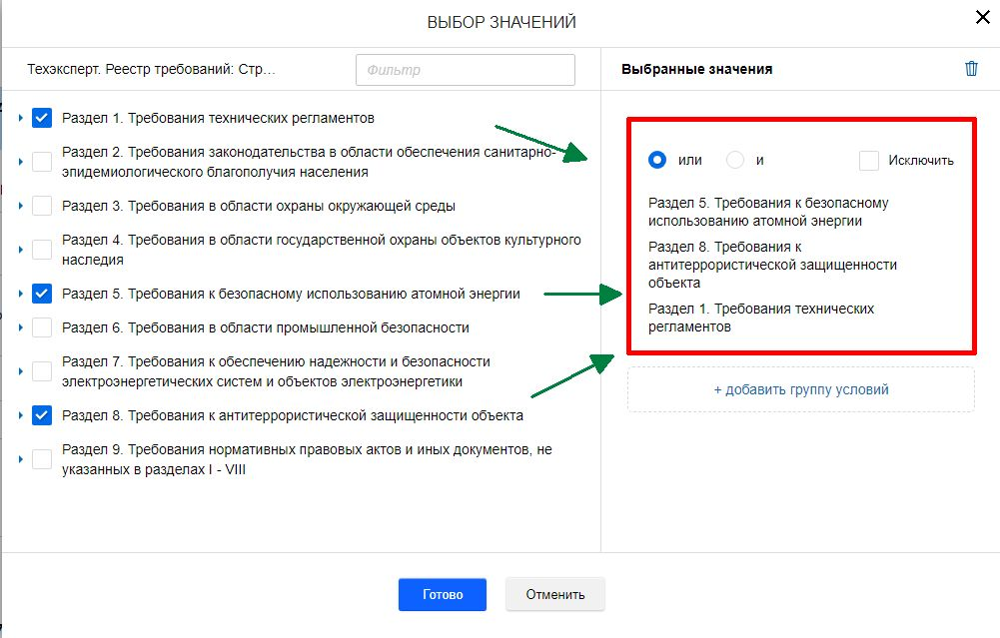 ВЫБОР ЗНАЧЕНИЙ
Техэксперт. Реестр требований: Стр...
Фильтр
Выбранные значения
Раздел 1. Требования технических регламентов
Раздел 2. Требования законодательства в области обеспечения санитарно-
эпидемиологического благополучия населения
Раздел 3. Требования в области охраны окружающей среды
Раздел 4. Требования в области государственной охраны объектов культурного
наследия
Раздел 5. Требования к безопасному использованию атомной энергии
Раздел 6. Требования в области промышленной безопасности
Раздел 7. Требования к обеспечению надежности и безопасности
электроэнергетических систем и объектов электроэнергетики
Раздел 8. Требования к антитеррористической защищенности объекта
Раздел 9. Требования нормативных правовых актов и иных документов, не
указанных в разделах I - VIII
или и Исключить
Раздел 5. Требования к безопасному
использованию атомной энергии
Раздел 8. Требования к
антитеррористической защищенности
объекта
Раздел 1. Требования технических
регламентов
+ добавить группу условий
Готово Отменить